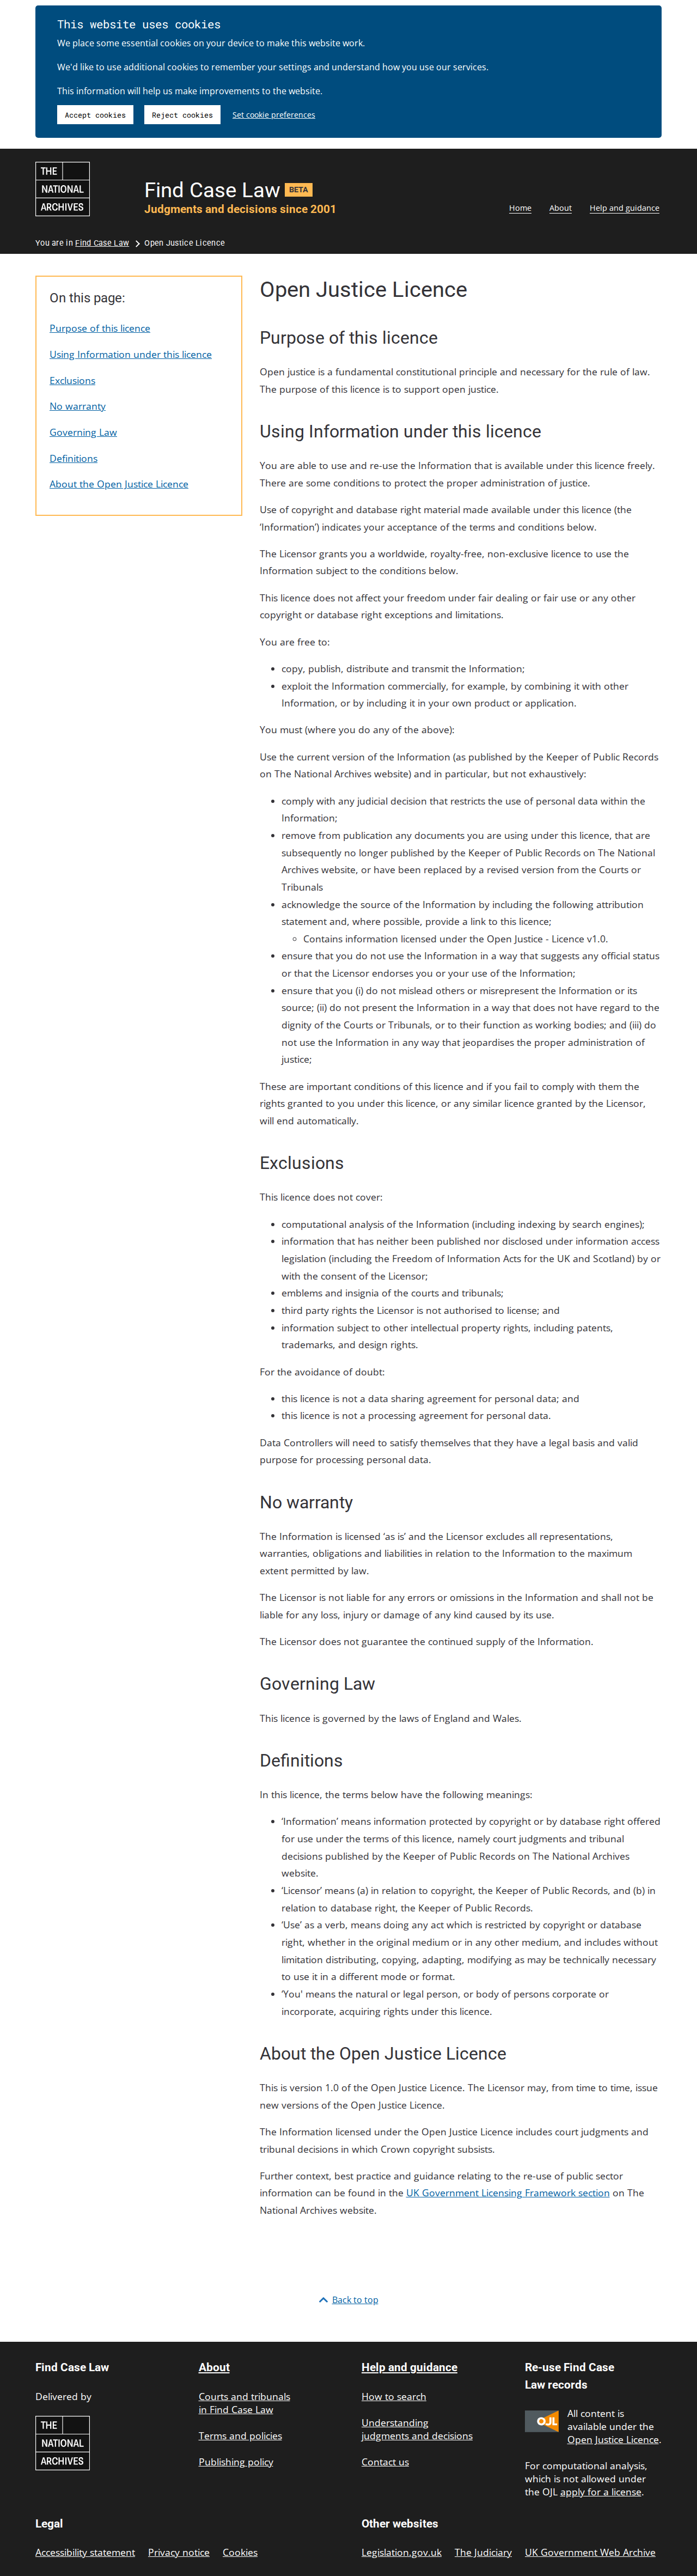 This website uses cookies
We place some essential cookies on your device to make this website work.
We'd like to use additional cookies to remember your settings and understand how you use our services.
This information will help us make improvements to the website.
Accept cookies Reject cookies Set cookie preferences
THE
NATIONAL
ARCHIVES
Find Case Law BETA
Judgments and decisions since 2001
Home About Help and guidance
You are in Find Case Law Open Justice Licence
On this page:
Purpose of this licence
Using Information under this licence
Exclusions
No warranty
Governing Law
Definitions
About the Open Justice Licence
Open Justice Licence
Purpose of this licence
Open justice is a fundamental constitutional principle and necessary for the rule of law.
The purpose of this licence is to support open justice.
Using Information under this licence
You are able to use and re-use the Information that is available under this licence freely.
There are some conditions to protect the proper administration of justice.
Use of copyright and database right material made available under this licence (the
‘Information’) indicates your acceptance of the terms and conditions below.
The Licensor grants you a worldwide, royalty-free, non-exclusive licence to use the
Information subject to the conditions below.
This licence does not affect your freedom under fair dealing or fair use or any other
copyright or database right exceptions and limitations.
You are free to:
• copy, publish, distribute and transmit the Information;
• exploit the Information commercially, for example, by combining it with other
Information, or by including it in your own product or application.
You must (where you do any of the above):
Use the current version of the Information (as published by the Keeper of Public Records
on The National Archives website) and in particular, but not exhaustively:
• comply with any judicial decision that restricts the use of personal data within the
Information;
• remove from publication any documents you are using under this licence, that are
subsequently no longer published by the Keeper of Public Records on The National
Archives website, or have been replaced by a revised version from the Courts or
Tribunals
• acknowledge the source of the Information by including the following attribution
statement and, where possible, provide a link to this licence;
◦ Contains information licensed under the Open Justice - Licence v1.0.
• ensure that you do not use the Information in a way that suggests any official status
or that the Licensor endorses you or your use of the Information;
• ensure that you (i) do not mislead others or misrepresent the Information or its
source; (ii) do not present the Information in a way that does not have regard to the
dignity of the Courts or Tribunals, or to their function as working bodies; and (iii) do
not use the Information in any way that jeopardises the proper administration of
justice;
These are important conditions of this licence and if you fail to comply with them the
rights granted to you under this licence, or any similar licence granted by the Licensor,
will end automatically.
Exclusions
This licence does not cover:
• computational analysis of the Information (including indexing by search engines);
• information that has neither been published nor disclosed under information access
legislation (including the Freedom of Information Acts for the UK and Scotland) by or
with the consent of the Licensor;
• emblems and insignia of the courts and tribunals;
• third party rights the Licensor is not authorised to license; and
• information subject to other intellectual property rights, including patents,
trademarks, and design rights.
For the avoidance of doubt:
• this licence is not a data sharing agreement for personal data; and
• this licence is not a processing agreement for personal data.
Data Controllers will need to satisfy themselves that they have a legal basis and valid
purpose for processing personal data.
No warranty
The Information is licensed ‘as is’ and the Licensor excludes all representations,
warranties, obligations and liabilities in relation to the Information to the maximum
extent permitted by law.
The Licensor is not liable for any errors or omissions in the Information and shall not be
liable for any loss, injury or damage of any kind caused by its use.
The Licensor does not guarantee the continued supply of the Information.
Governing Law
This licence is governed by the laws of England and Wales.
Definitions
In this licence, the terms below have the following meanings:
• ‘Information’ means information protected by copyright or by database right offered
for use under the terms of this licence, namely court judgments and tribunal
decisions published by the Keeper of Public Records on The National Archives
website.
• ‘Licensor’ means (a) in relation to copyright, the Keeper of Public Records, and (b) in
relation to database right, the Keeper of Public Records.
• ‘Use’ as a verb, means doing any act which is restricted by copyright or database
right, whether in the original medium or in any other medium, and includes without
limitation distributing, copying, adapting, modifying as may be technically necessary
to use it in a different mode or format.
• ‘You’ means the natural or legal person, or body of persons corporate or
incorporate, acquiring rights under this licence.
About the Open Justice Licence
This is version 1.0 of the Open Justice Licence. The Licensor may, from time to time, issue
new versions of the Open Justice Licence.
The Information licensed under the Open Justice Licence includes court judgments and
tribunal decisions in which Crown copyright subsists.
Further context, best practice and guidance relating to the re-use of public sector
information can be found in the UK Government Licensing Framework section on The
National Archives website.
Back to top
Find Case Law
Delivered by
THE
NATIONAL
ARCHIVES
About
Courts and tribunals
in Find Case Law
Terms and policies
Publishing policy
Help and guidance
How to search
Understanding
judgments and decisions
Contact us
Re-use Find Case
Law records
OJL
All content is
available under the
Open Justice Licence.
For computational analysis,
which is not allowed under
the OJL apply for a license.
Legal
Accessibility statement Privacy notice Cookies
Other websites
Legislation.gov.uk The Judiciary UK Government Web Archive